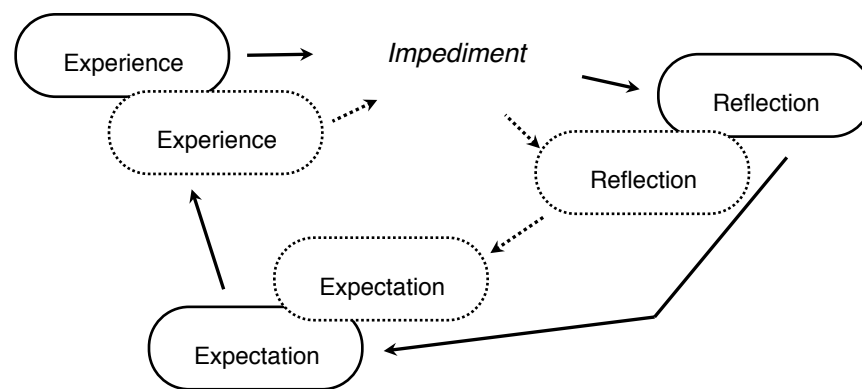 Experience
Impediment
Reflection
Experience
Reflection
Expectation
Expectation